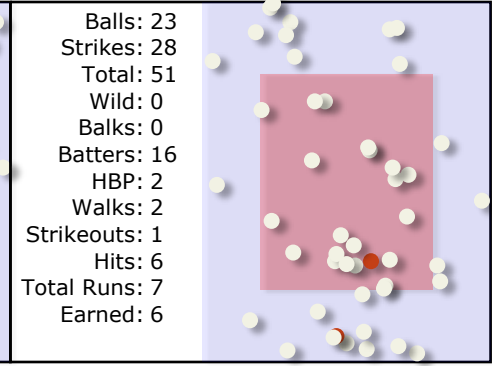 Balls: 23
Strikes: 28
Total: 51
Wild: 0
Balks: 0
Batters: 16
HBP: 2
Walks: 2
Strikeouts: 1
Hits: 6
Total Runs: 7
Earned: 6